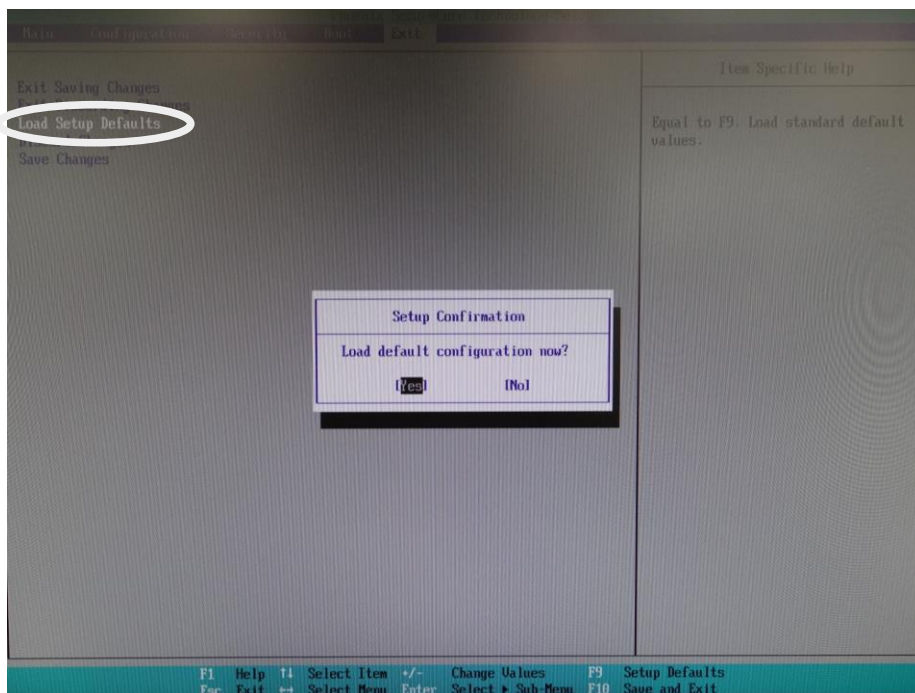 Main Configuration Security Boot Exit
Item Specific Help
Exit Saving Changes
Load Setup Defaults
Save Changes
Equal to F9. Load standard default
values.
Setup Confirmation
Load default configuration now?
[Yes] [No]
F1 Help ↑↓ Select Item +/- Change Values F9 Setup Defaults
Esc Exit ↔ Select Menu Enter Select ▶ Sub-Menu F10 Save and Exit